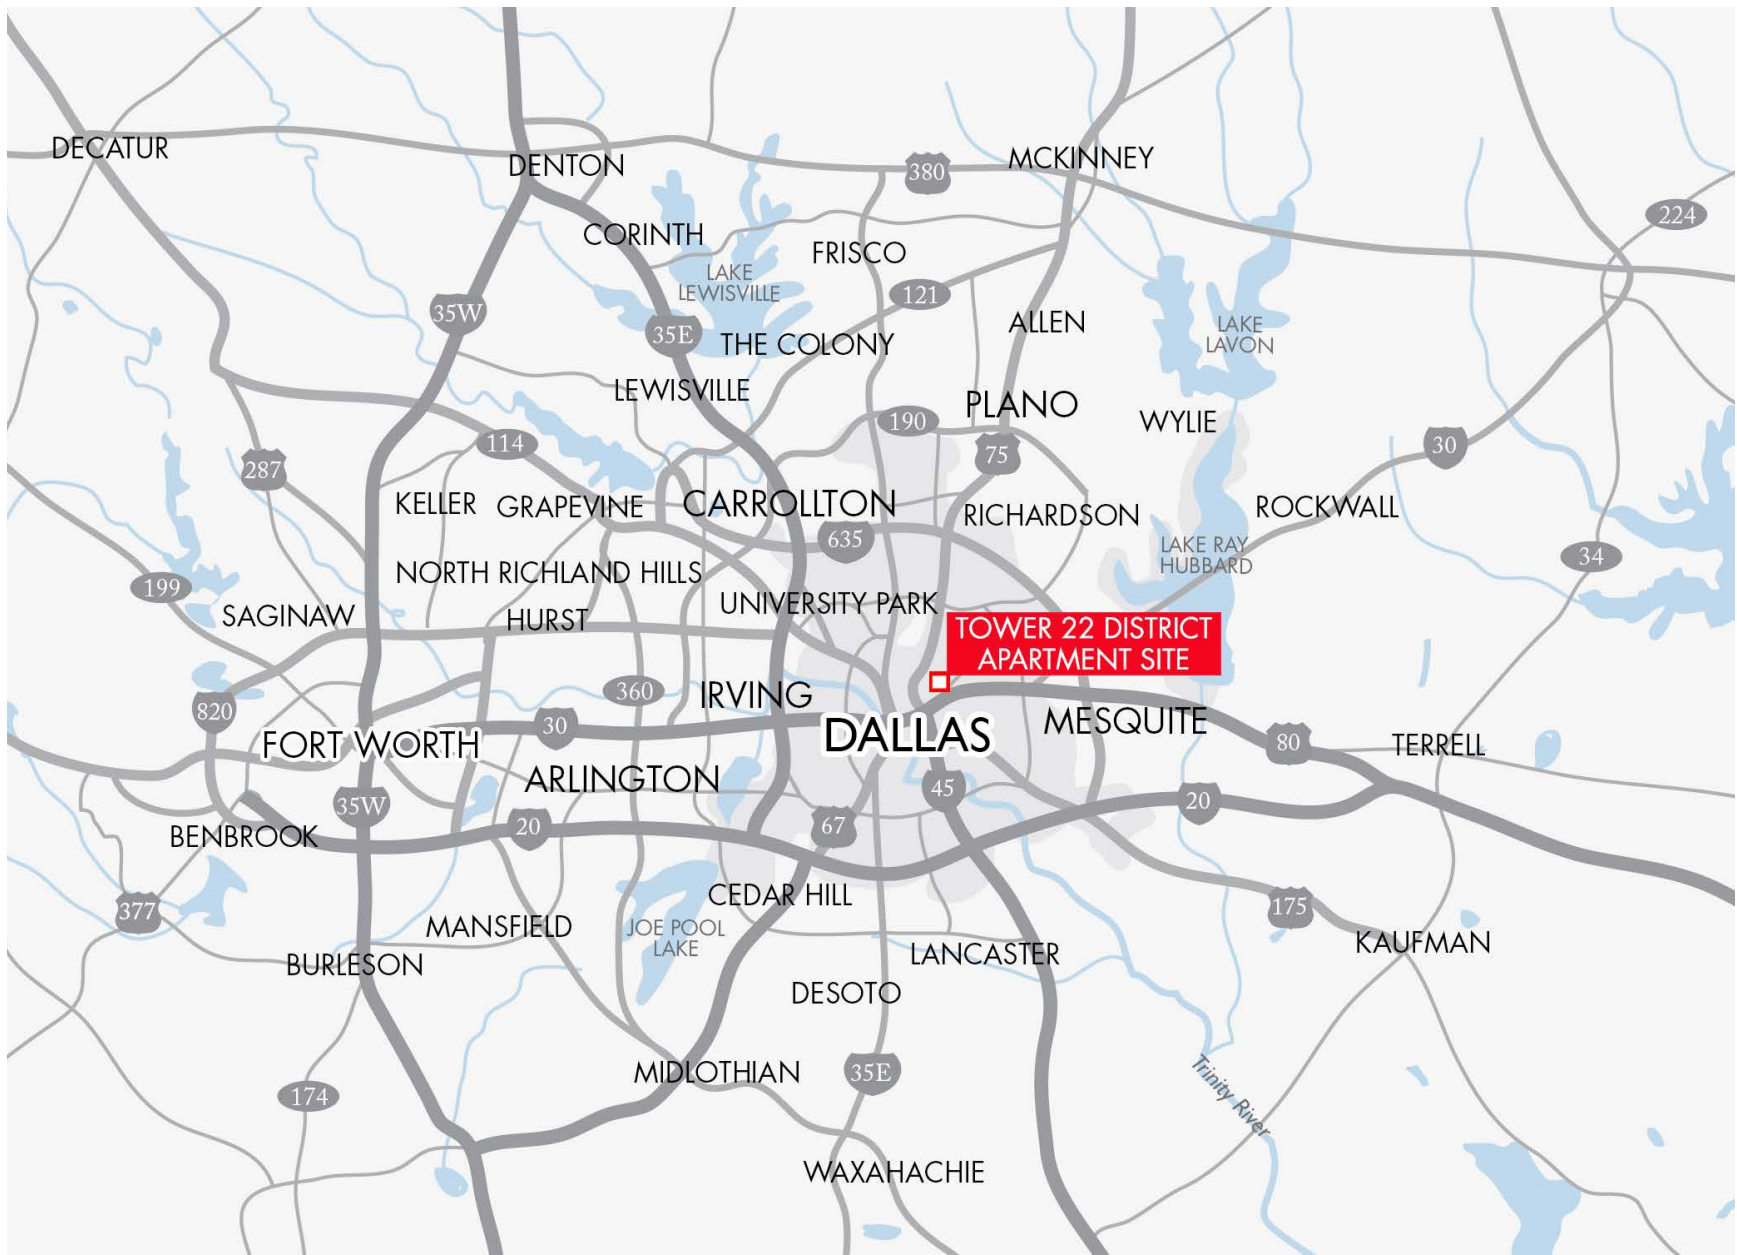 DECATUR
DENTON
MCKINNEY
380
224
CORINTH
FRISCO
LAKE
LEWISVILLE
121
35W
35E
THE COLONY
ALLEN
LAKE
LAVON
LEWISVILLE
190
PLANO
WYLIE
114
75
30
287
KELLER
GRAPEVINE
CARROLLTON
RICHARDSON
ROCKWALL
635
LAKE RAY
HUBBARD
34
199
NORTH RICHLAND HILLS
SAGINAW
HURST
UNIVERSITY PARK
TOWER 22 DISTRICT
APARTMENT SITE
820
360
IRVING
30
FORT WORTH
DALLAS
MESQUITE
80
TERRELL
ARLINGTON
35W
45
20
BENBROOK
20
67
377
CEDAR HILL
175
MANSFIELD
JOE POOL
LAKE
KAUFMAN
BURLESON
LANCASTER
DESOTO
MIDLOTHIAN
35E
174
Trinity River
WAXAHACHIE